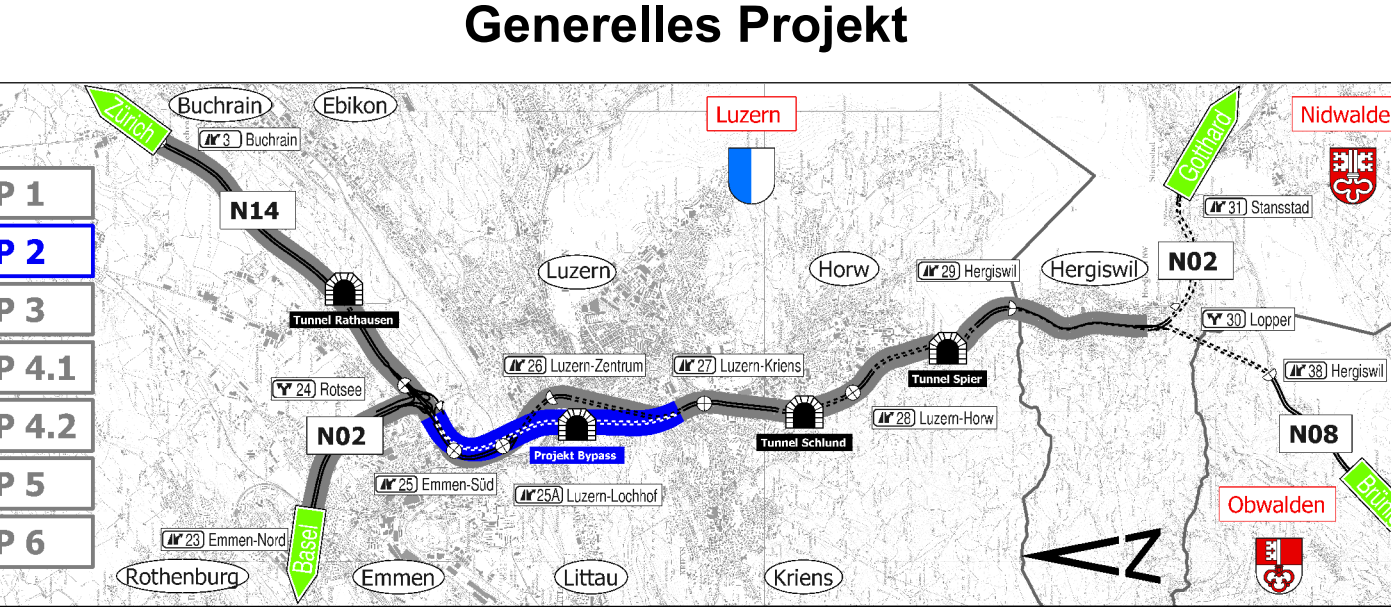 Generelles Projekt
Zürich
Buchrain
Ebikon
Luzern
Gotthard
Nidwalde
3 Buchrain
P 1
N14
31 Stansstad
P 2
Luzern
Horw
29 Hergiswil
Hergiswil
N02
P 3
Tunnel Rathausen
30 Lopper
P 4.1
26 Luzern-Zentrum
27 Luzern-Kriens
Tunnel Spier
38 Hergiswil
24 Rotsee
P 4.2
N02
28 Luzern-Horw
N08
Tunnel Schlund
Projekt Bypass
P 5
25 Emmen-Süd
25A Luzern-Lochhof
Brün
Obwalden
P 6
23 Emmen-Nord
Basel
N
Rothenburg
Emmen
Littau
Kriens